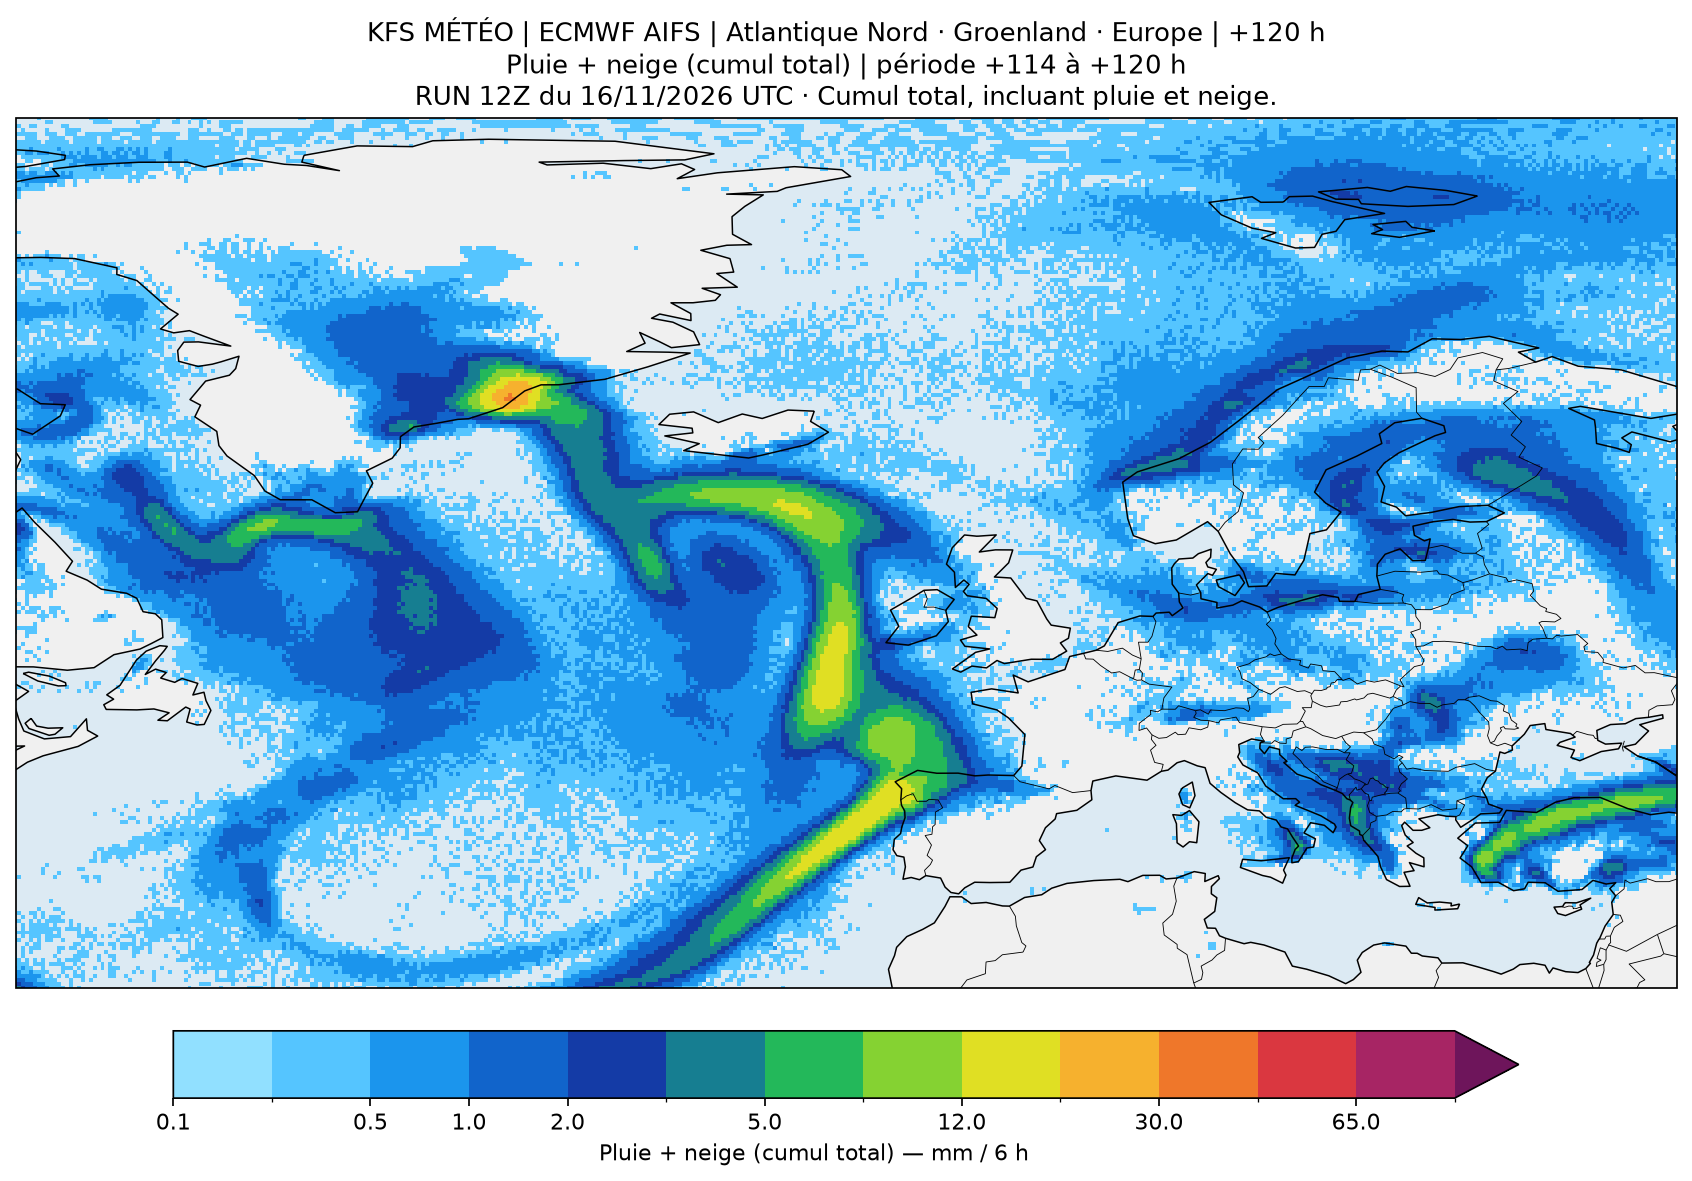 KFS MÉTÉO | ECMWF AIFS | Atlantique Nord · Groenland · Europe | +120 h
Pluie + neige (cumul total) | période +114 à +120 h
RUN 12Z du 16/11/2026 UTC · Cumul total, incluant pluie et neige.
0.1 0.5 1.0 2.0 5.0 12.0 30.0 65.0
Pluie + neige (cumul total) — mm / 6 h